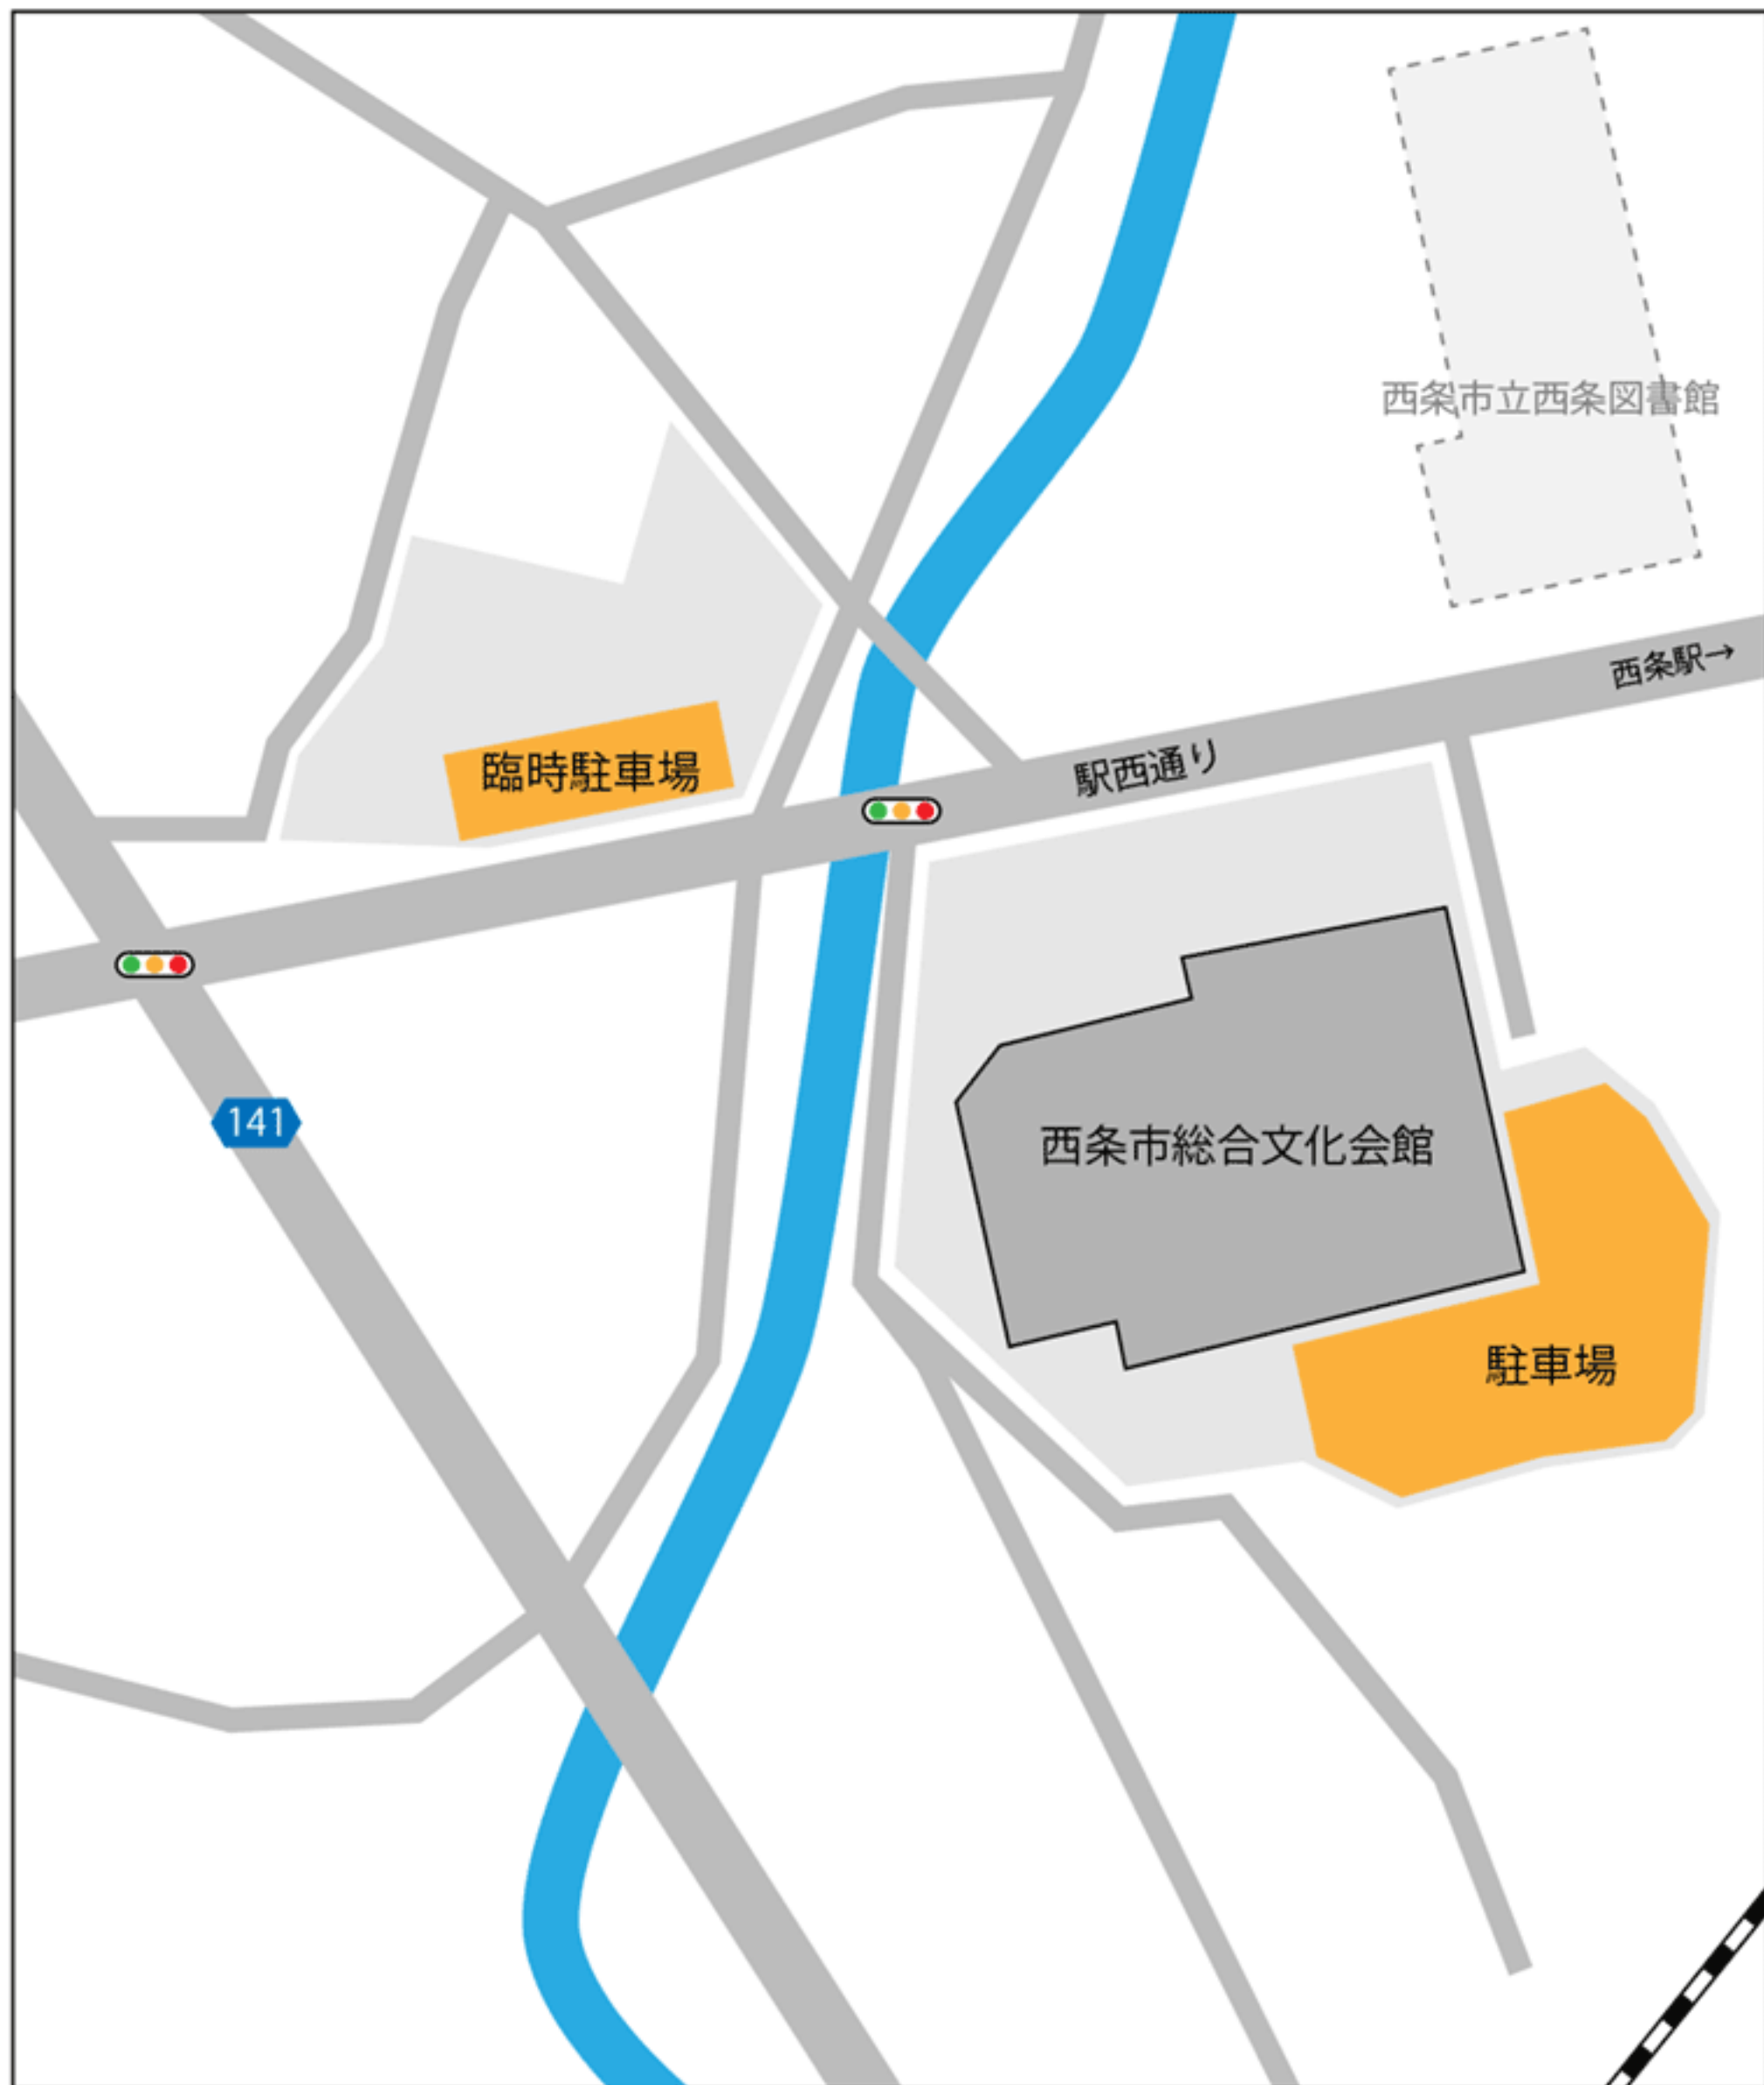 西条市立西条図書館
西条駅→
駅西通り
臨時駐車場
141
西条市総合文化会館
駐車場